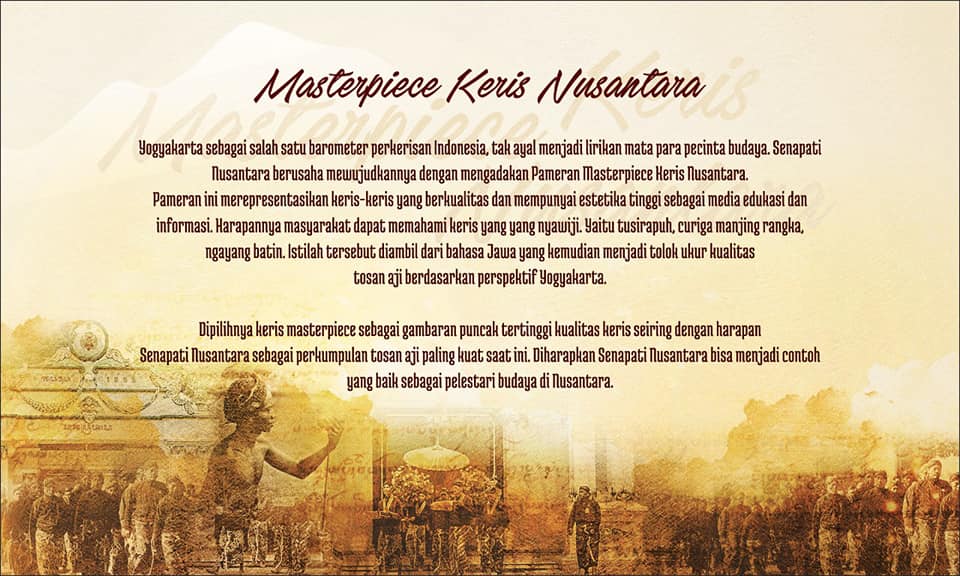 Masterpiece Keris Nusantara
Masterpiece Keris Nusantara
Yogyakarta sebagai salah satu barometer perkerisan Indonesia, tak ayal menjadi lirikan mata para pecinta budaya. Senapati
Nusantara berusaha mewujudkannya dengan mengadakan Pameran Masterpiece Keris Nusantara.
Pameran ini merepresentasikan keris-keris yang berkualitas dan mempunyai estetika tinggi sebagai media edukasi dan
informasi. Harapannya masyarakat dapat memahami keris yang yang nyawiji. Yaitu tusirapuh, curiga manjing rangka,
ngayang batin. Istilah tersebut diambil dari bahasa Jawa yang kemudian menjadi tolok ukur kualitas
tosan aji berdasarkan perspektif Yogyakarta.
Dipilihnya keris masterpiece sebagai gambaran puncak tertinggi kualitas keris seiring dengan harapan
Senapati Nusantara sebagai perkumpulan tosan aji paling kuat saat ini. Diharapkan Senapati Nusantara bisa menjadi contoh
yang baik sebagai pelestari budaya di Nusantara.